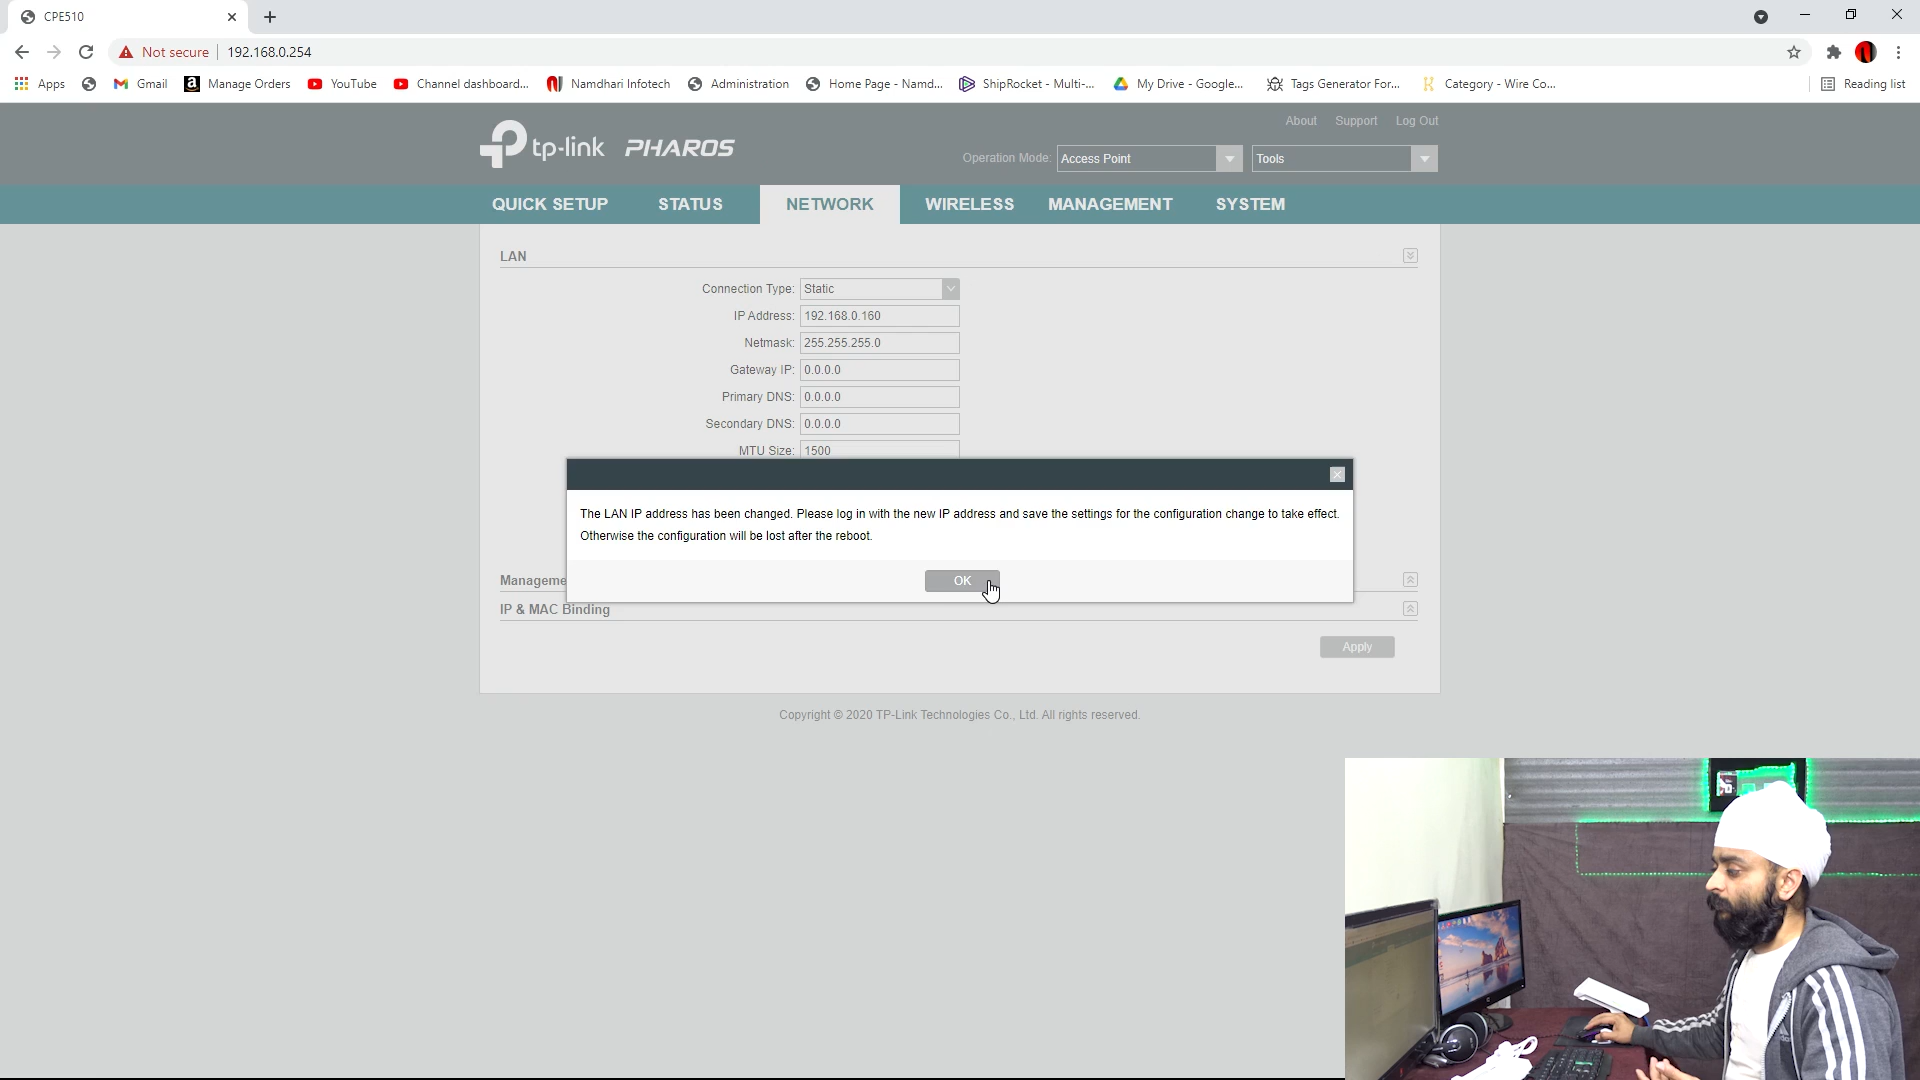 CPE510
Not secure
192.168.0.254
Apps
Gmail
Manage Orders
YouTube
Channel dashboard...
Namdhari Infotech
Administration
Home Page - Namd...
ShipRocket - Multi-...
My Drive - Google...
Tags Generator For...
Category - Wire Co...
Reading list
tp-link PHAROS
About Support Log Out
Operation Mode: Access Point Tools
QUICK SETUP STATUS NETWORK WIRELESS MANAGEMENT SYSTEM
LAN
Connection Type: Static
IP Address: 192.168.0.160
Netmask: 255.255.255.0
Gateway IP: 0.0.0.0
Primary DNS: 0.0.0.0
Secondary DNS: 0.0.0.0
MTU Size: 1500
The LAN IP address has been changed. Please log in with the new IP address and save the settings for the configuration change to take effect.
Otherwise the configuration will be lost after the reboot.
OK
Manageme
IP & MAC Binding
Apply
Copyright © 2020 TP-Link Technologies Co., Ltd. All rights reserved.